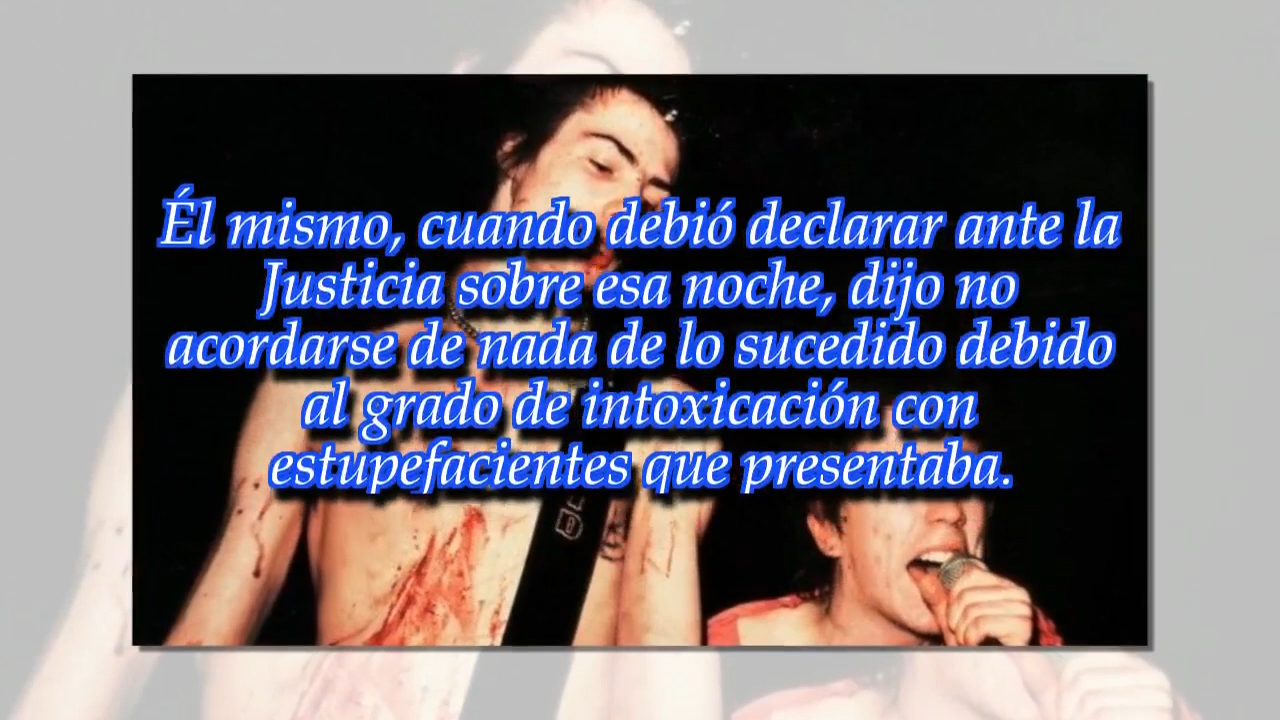 Él mismo, cuando debió declarar ante la
Justicia sobre esa noche, dijo no
acordarse de nada de lo sucedido debido
al grado de intoxicación con
estupefacientes que presentaba.